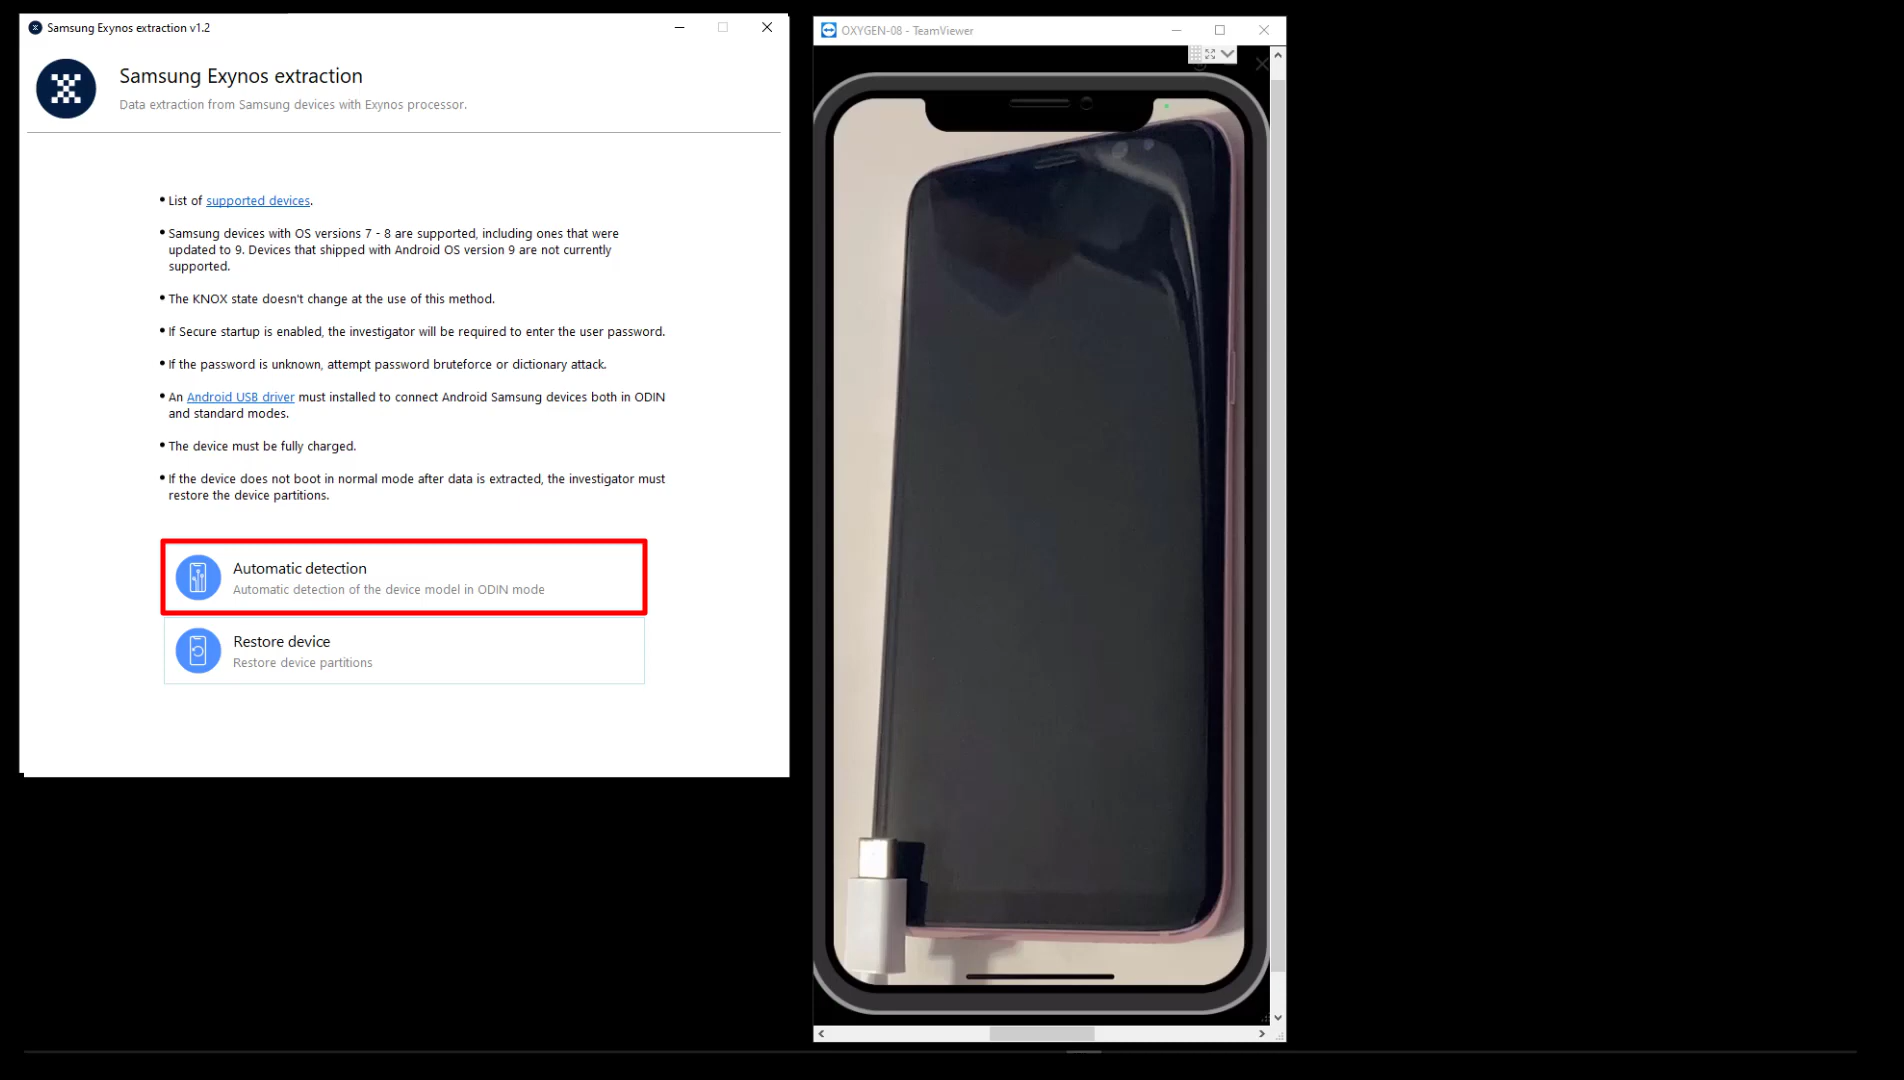 Samsung Exynos extraction v1.2
Samsung Exynos extraction
Data extraction from Samsung devices with Exynos processor.
• List of supported devices.
• Samsung devices with OS versions 7 - 8 are supported, including ones that were
updated to 9. Devices that shipped with Android OS version 9 are not currently
supported.
• The KNOX state doesn't change at the use of this method.
• If Secure startup is enabled, the investigator will be required to enter the user password.
• If the password is unknown, attempt password bruteforce or dictionary attack.
• An Android USB driver must installed to connect Android Samsung devices both in ODIN
and standard modes.
• The device must be fully charged.
• If the device does not boot in normal mode after data is extracted, the investigator must
restore the device partitions.
Automatic detection
Automatic detection of the device model in ODIN mode
Restore device
Restore device partitions
OXYGEN-08 - TeamViewer